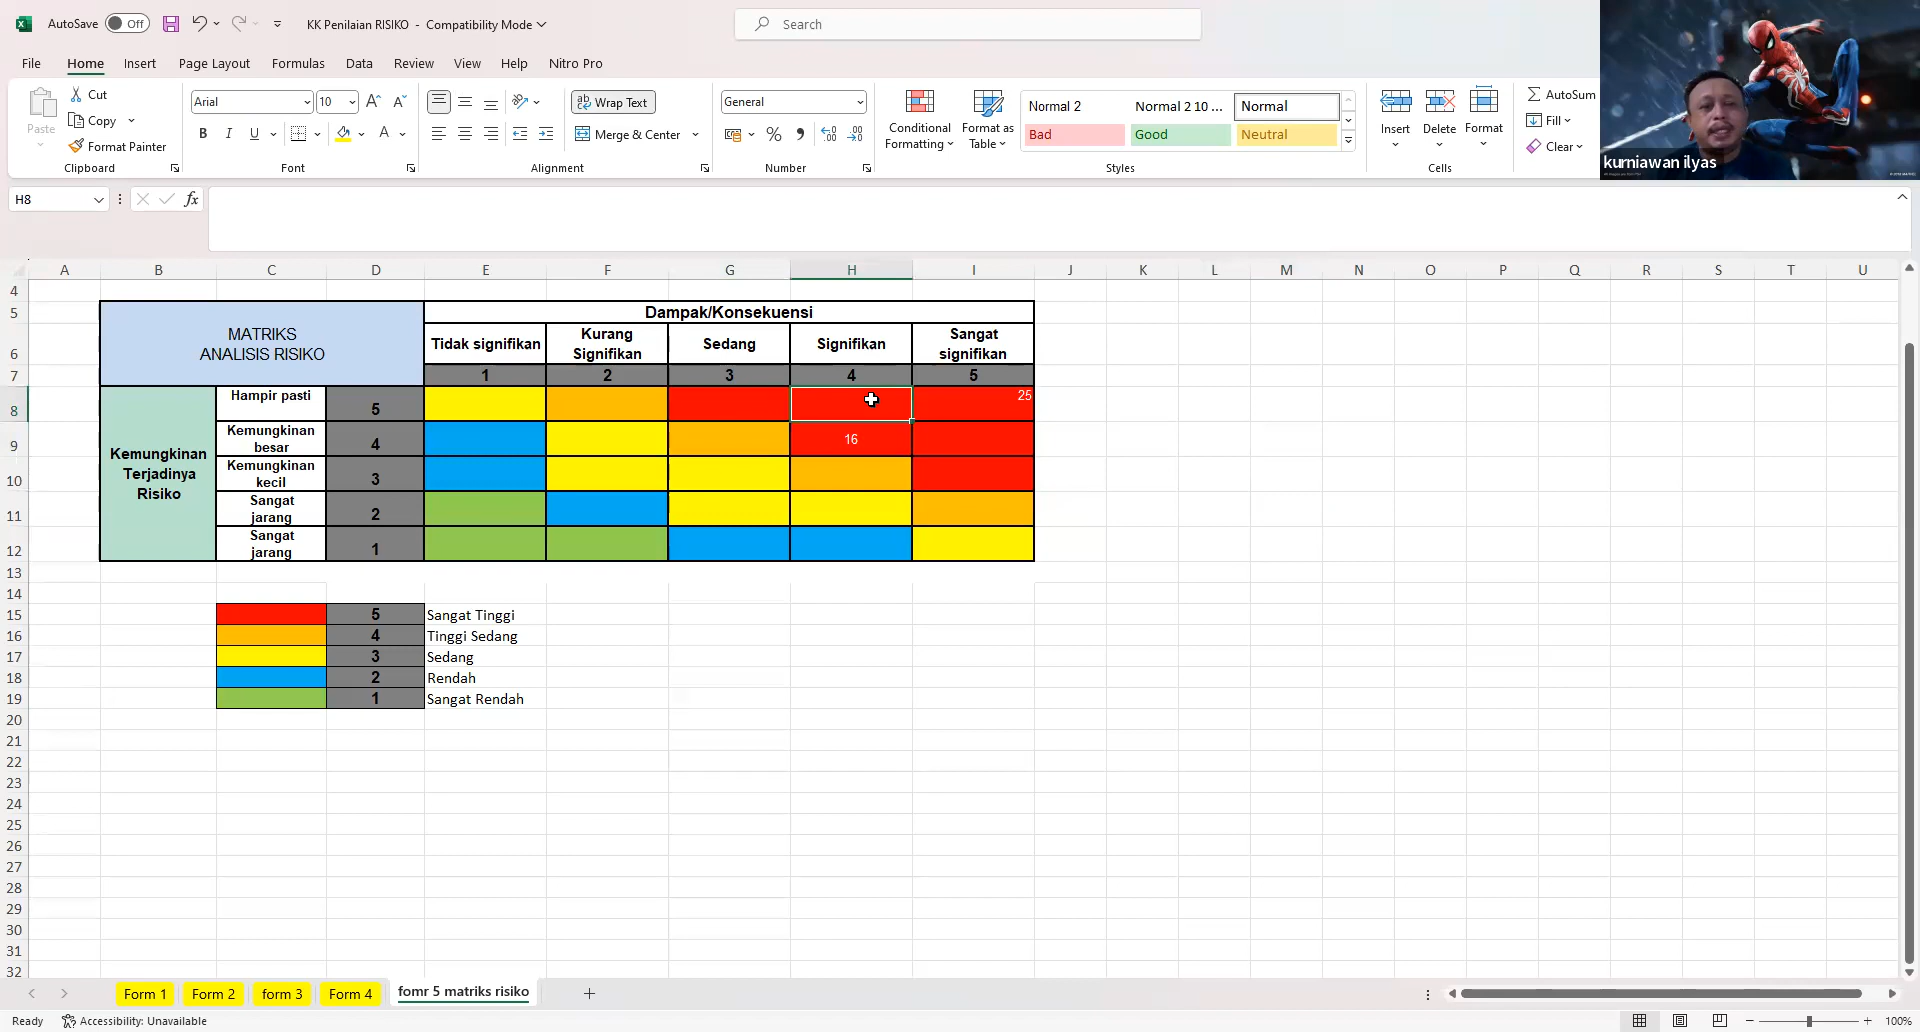 AutoSave Off KK Penilaian RISIKO - Compatibility Mode Search
File Home Insert Page Layout Formulas Data Review View Help Nitro Pro
Paste Cut
Copy
Format Painter
Clipboard
Arial 10
B I U
Font
Wrap Text
Merge & Center
Alignment
General
Number
Conditional Formatting
Format as Table
Normal 2 Normal 2 10 ... Normal
Bad Good Neutral
Styles
Insert Delete Format
Cells
AutoSum
Fill
Clear
kurniawan ilyas
H8 fx
A B C D E F G H I J K L M N O P Q R S T U
4
5
6
7
8
9
10
11
12
13
14
15
16
17
18
19
20
21
22
23
24
25
26
27
28
29
30
31
32
MATRIKS
ANALISIS RISIKO
Dampak/Konsekuensi
Tidak signifikan Kurang Signifikan Sedang Signifikan Sangat signifikan
1 2 3 4 5
Kemungkinan
Terjadinya
Risiko
Hampir pasti 5 25
Kemungkinan besar 4 16
Kemungkinan kecil 3
Sangat jarang 2
Sangat jarang 1
5 Sangat Tinggi
4 Tinggi Sedang
3 Sedang
2 Rendah
1 Sangat Rendah
Form 1 Form 2 form 3 Form 4 fomr 5 matriks risiko
Ready Accessibility: Unavailable 100%